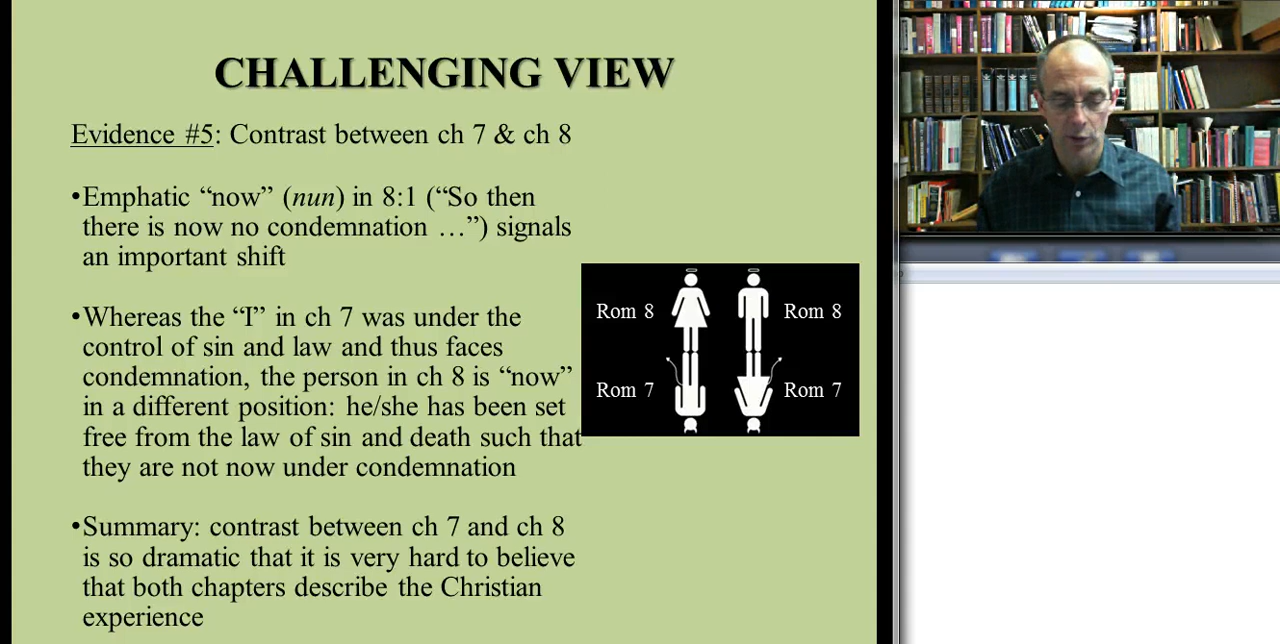 CHALLENGING VIEW
Evidence #5: Contrast between ch 7 & ch 8
•Emphatic “now” (nun) in 8:1 (“So then
there is now no condemnation …”) signals
an important shift
•Whereas the “I” in ch 7 was under the
control of sin and law and thus faces
condemnation, the person in ch 8 is “now”
in a different position: he/she has been set
free from the law of sin and death such that
they are not now under condemnation
•Summary: contrast between ch 7 and ch 8
is so dramatic that it is very hard to believe
that both chapters describe the Christian
experience
Rom 8
Rom 8
Rom 7
Rom 7